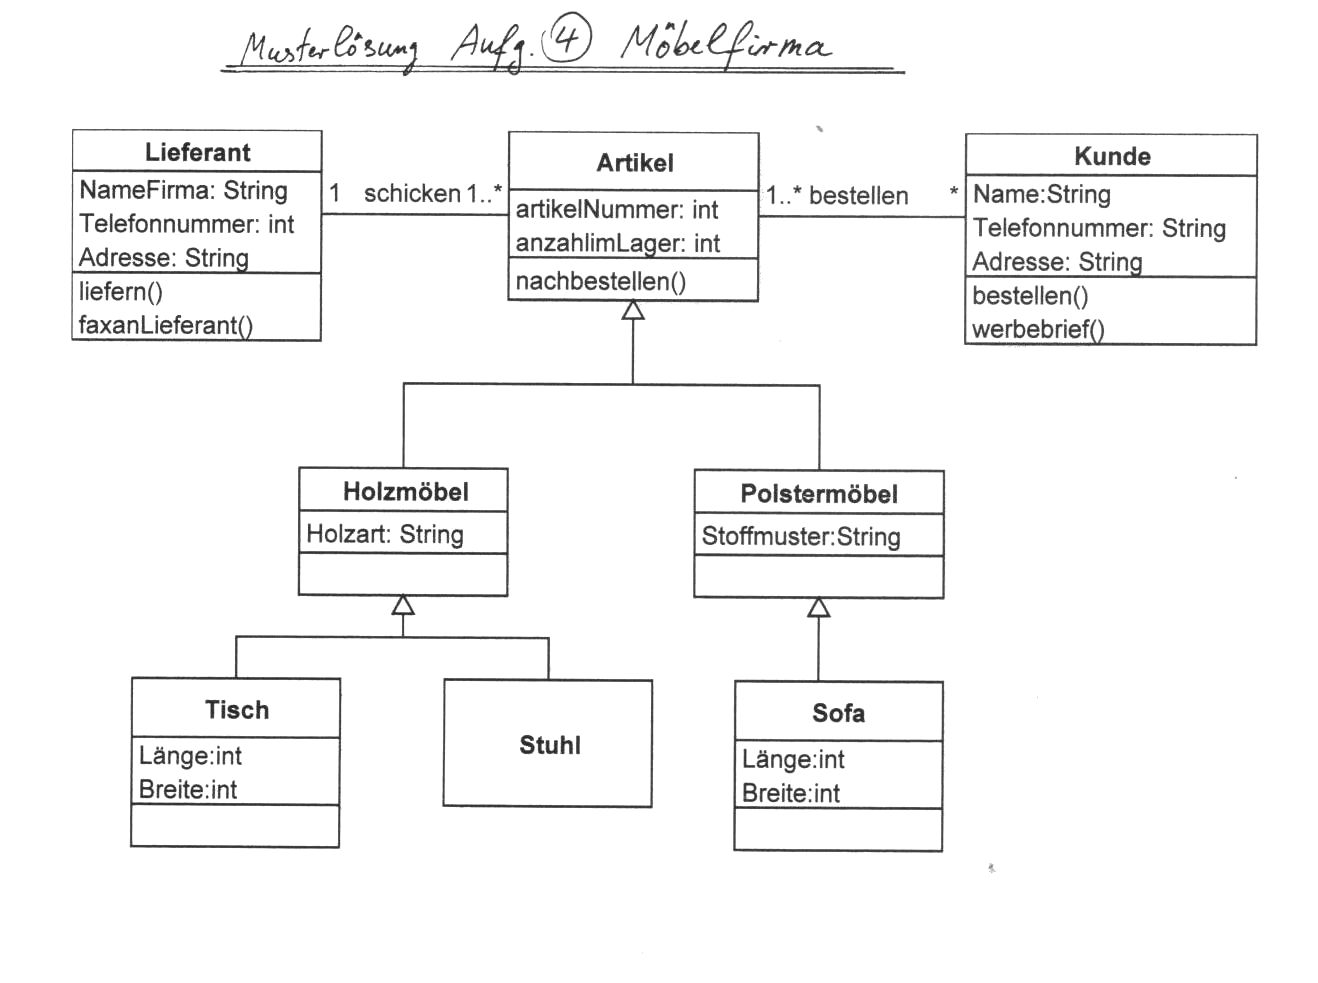 Musterlösung Aufg. 4 Möbelfirma
Lieferant
NameFirma: String
Telefonnummer: int
Adresse: String
liefern()
faxanLieferant()
1 schicken 1..*
Artikel
artikelNummer: int
anzahlimLager: int
nachbestellen()
1..* bestellen *
Kunde
Name:String
Telefonnummer: String
Adresse: String
bestellen()
werbebrief()
Holzmöbel
Holzart: String
Polstermöbel
Stoffmuster:String
Tisch
Länge:int
Breite:int
Stuhl
Sofa
Länge:int
Breite:int